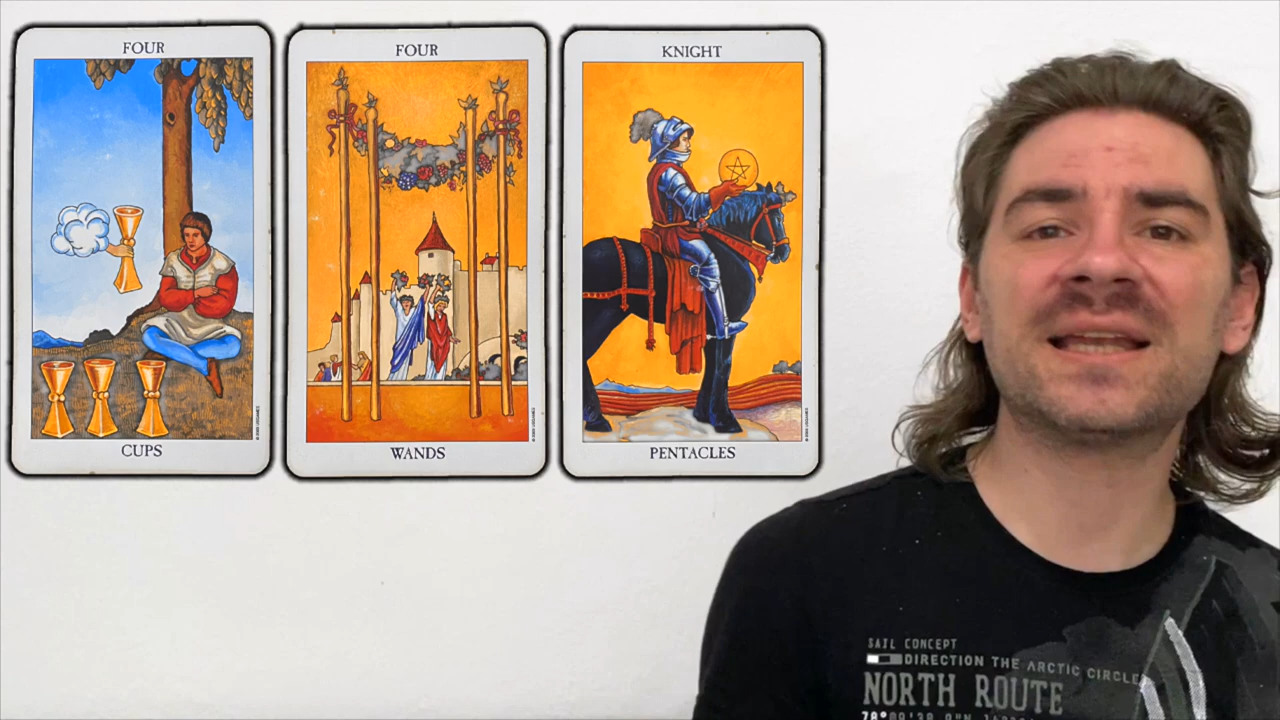 FOUR
CUPS
FOUR
WANDS
KNIGHT
PENTACLES
SAIL CONCEPT
DIRECTION THE ARCTIC CIRCLE
NORTH ROUTE